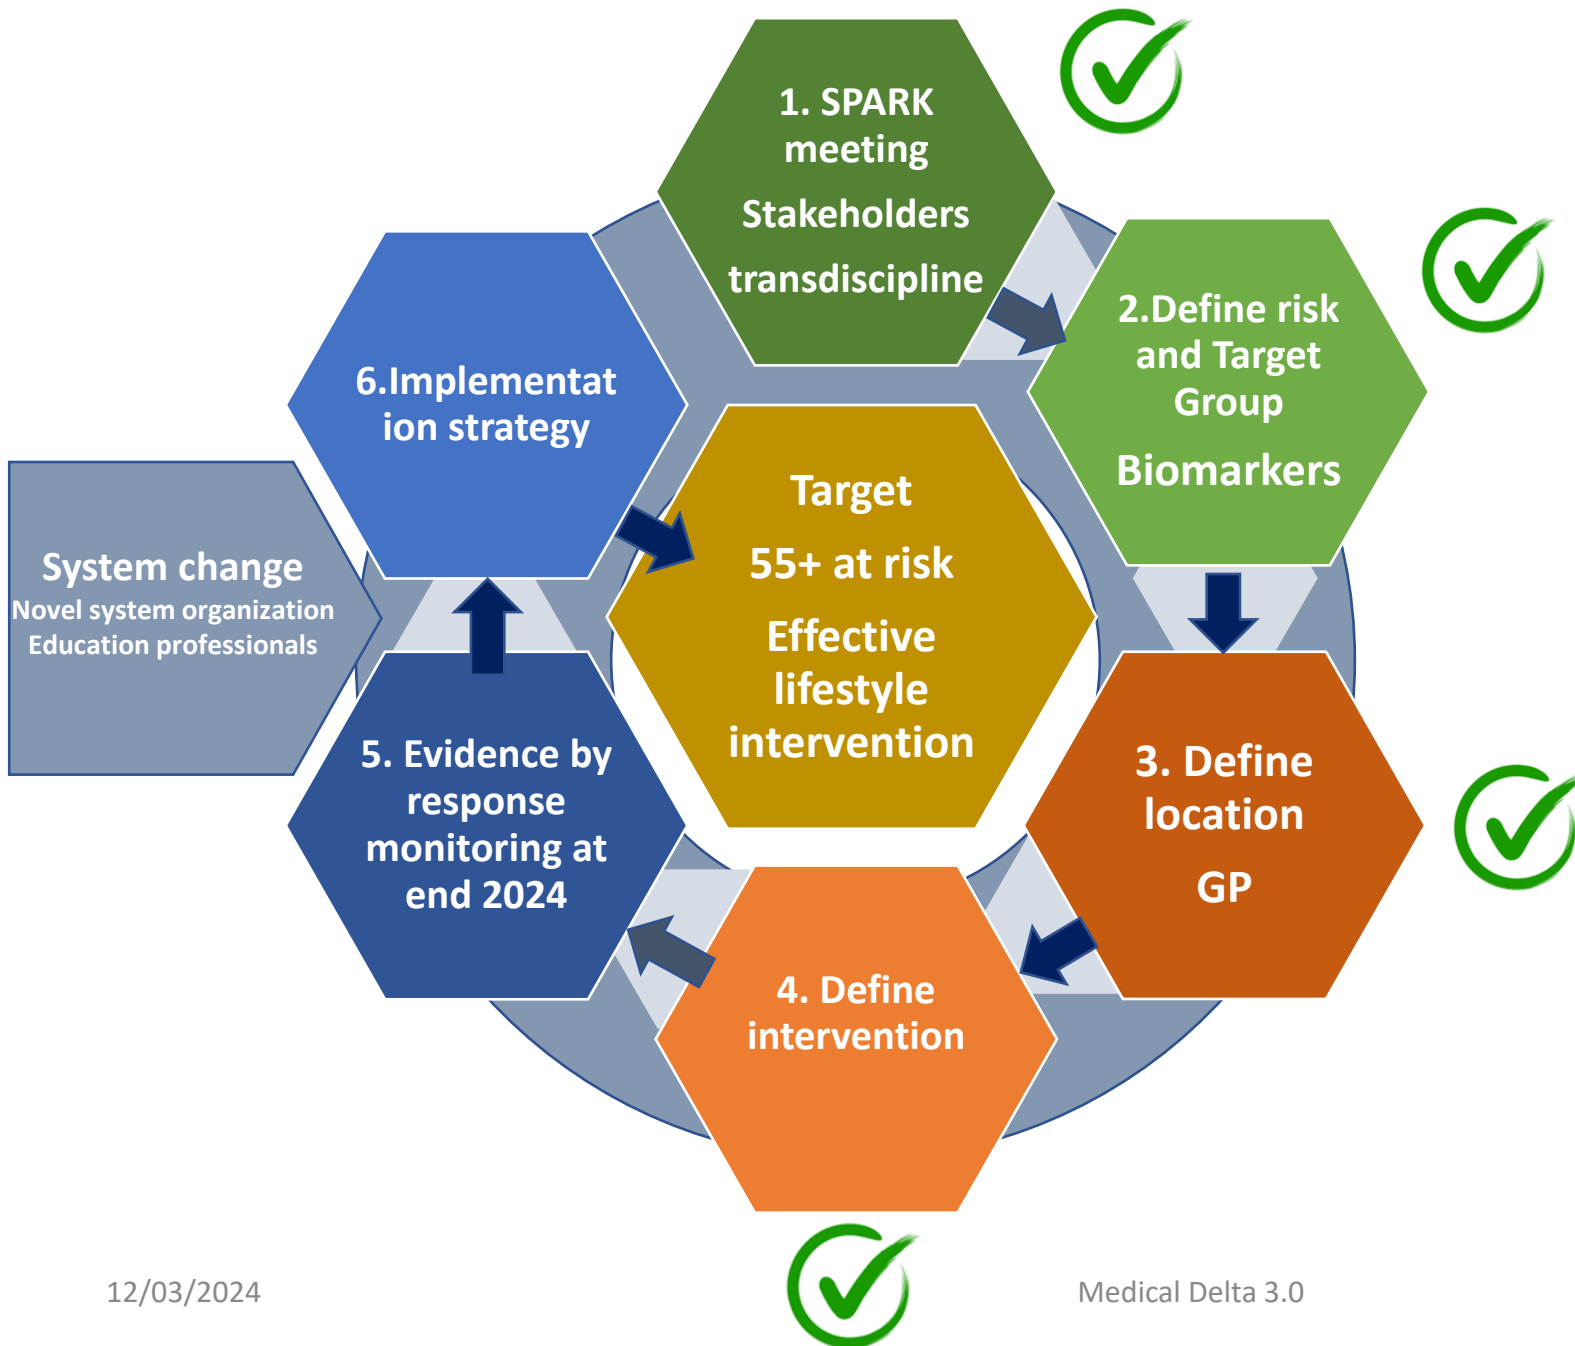 1. SPARK
meeting
Stakeholders
transdiscipline
2.Define risk
and Target
Group
Biomarkers
3. Define
location
GP
4. Define
intervention
5. Evidence by
response
monitoring at
end 2024
6.Implementat
ion strategy
Target
55+ at risk
Effective
lifestyle
intervention
System change
Novel system organization
Education professionals
12/03/2024
Medical Delta 3.0